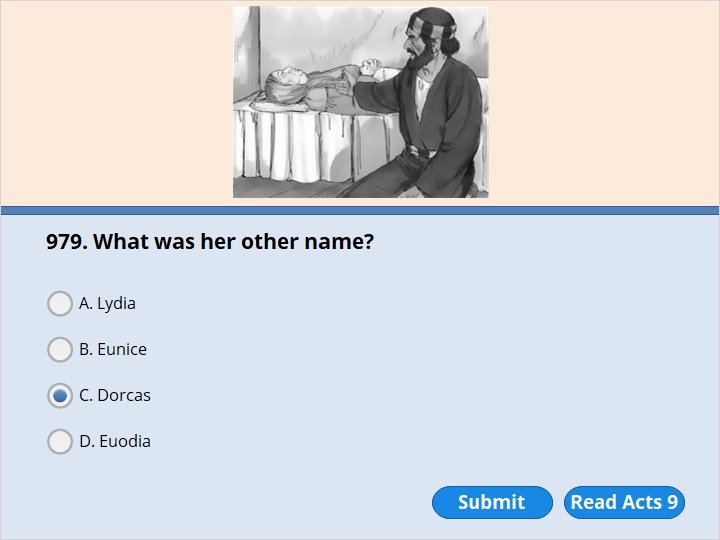 979. What was her other name?
A. Lydia
B. Eunice
C. Dorcas
D. Euodia
Submit
Read Acts 9